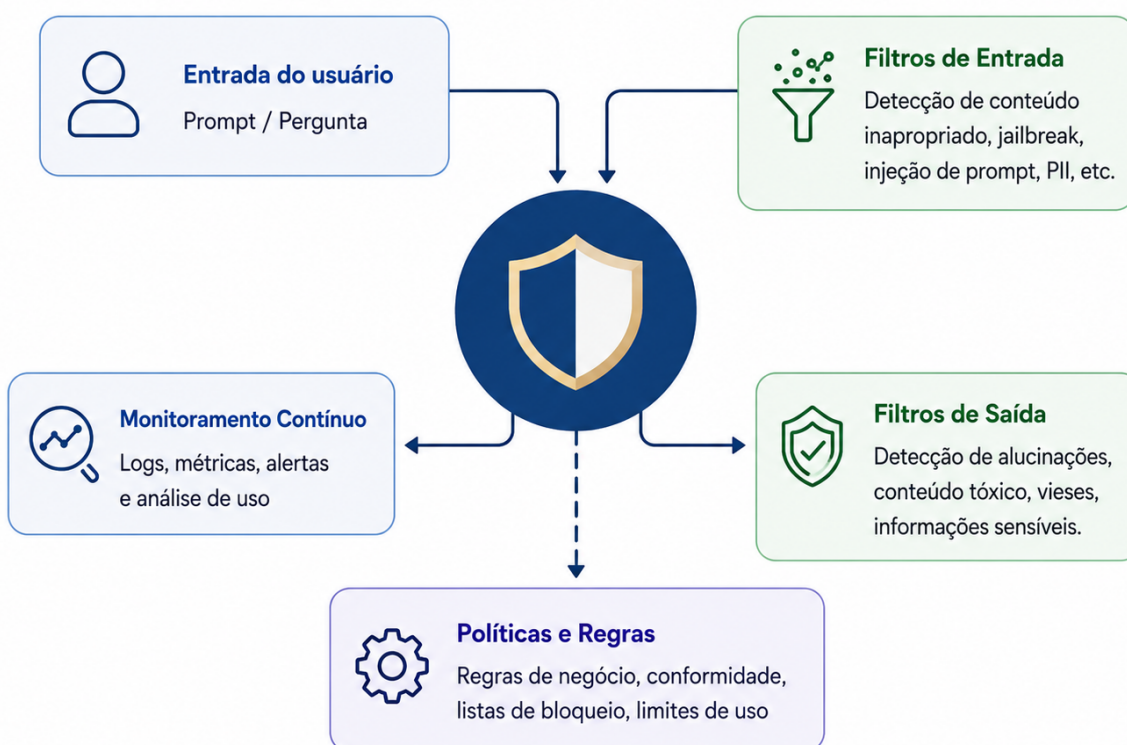 Entrada do usuário
Prompt / Pergunta
Filtros de Entrada
Detecção de conteúdo
inapropriado, jailbreak,
injeção de prompt, PII, etc.
Monitoramento Contínuo
Logs, métricas, alertas
e análise de uso
Filtros de Saída
Detecção de alucinações,
conteúdo tóxico, vieses,
informações sensíveis.
Políticas e Regras
Regras de negócio, conformidade,
listas de bloqueio, limites de uso